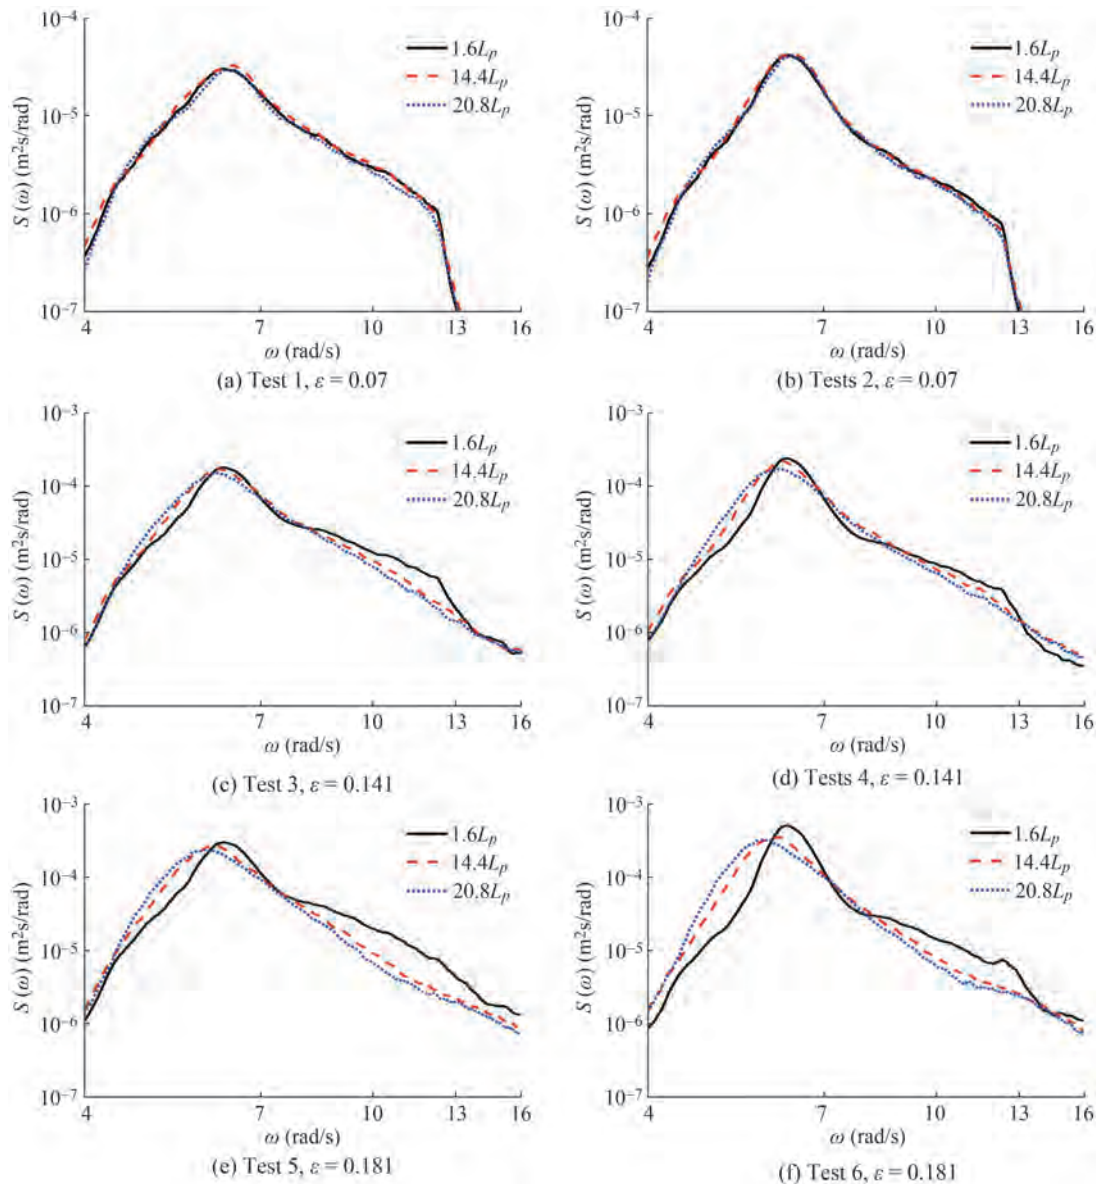 10⁻⁴
10⁻⁵
10⁻⁶
10⁻⁷
S (ω) (m²s/rad)
1.6Lₚ
14.4Lₚ
20.8Lₚ
4 7 10 13 16
ω (rad/s)
(a) Test 1, ε = 0.07
10⁻⁴
10⁻⁵
10⁻⁶
10⁻⁷
S (ω) (m²s/rad)
1.6Lₚ
14.4Lₚ
20.8Lₚ
4 7 10 13 16
ω (rad/s)
(b) Tests 2, ε = 0.07
10⁻³
10⁻⁴
10⁻⁵
10⁻⁶
10⁻⁷
S (ω) (m²s/rad)
1.6Lₚ
14.4Lₚ
20.8Lₚ
4 7 10 13 16
ω (rad/s)
(c) Test 3, ε = 0.141
10⁻³
10⁻⁴
10⁻⁵
10⁻⁶
10⁻⁷
S (ω) (m²s/rad)
1.6Lₚ
14.4Lₚ
20.8Lₚ
4 7 10 13 16
ω (rad/s)
(d) Tests 4, ε = 0.141
10⁻³
10⁻⁴
10⁻⁵
10⁻⁶
10⁻⁷
S (ω) (m²s/rad)
1.6Lₚ
14.4Lₚ
20.8Lₚ
4 7 10 13 16
ω (rad/s)
(e) Test 5, ε = 0.181
10⁻³
10⁻⁴
10⁻⁵
10⁻⁶
10⁻⁷
S (ω) (m²s/rad)
1.6Lₚ
14.4Lₚ
20.8Lₚ
4 7 10 13 16
ω (rad/s)
(f) Test 6, ε = 0.181